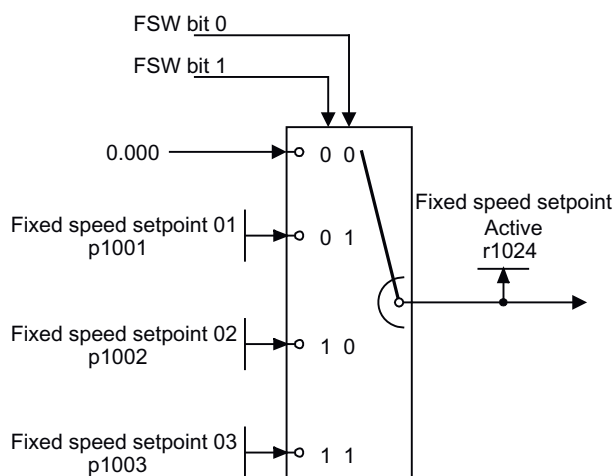 FSW bit 0
FSW bit 1
0.000
0 0
Fixed speed setpoint 01
p1001
0 1
Fixed speed setpoint
Active
r1024
Fixed speed setpoint 02
p1002
1 0
Fixed speed setpoint 03
p1003
1 1